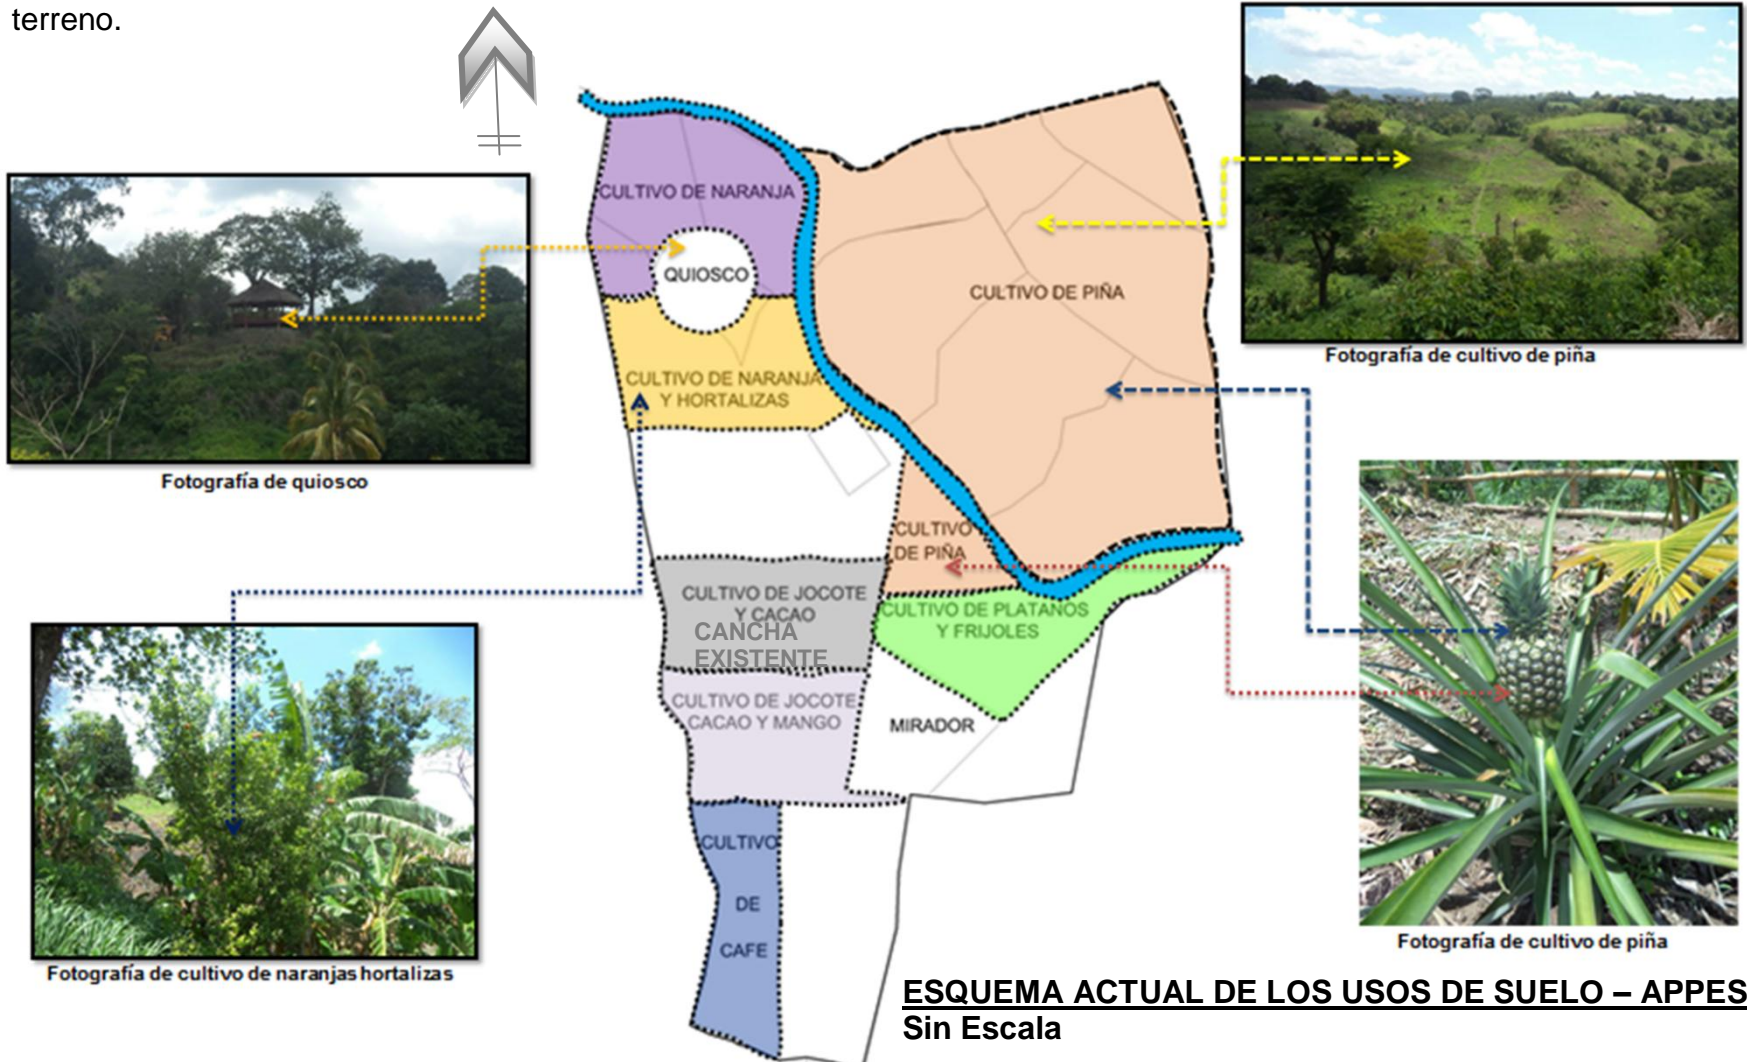 terreno.
CULTIVO DE NARANJA
QUIOSCO
CULTIVO DE PIÑA
Fotografía de cultivo de piña
CULTIVO DE NARANJA
Y HORTALIZAS
Fotografía de quiosco
CULTIVO
DE PIÑA
CULTIVO DE JOCOTE
Y CACAO
CANCHA
EXISTENTE
CULTIVO DE PLATANOS
Y FRIJOLES
CULTIVO DE JOCOTE
CACAO Y MANGO
MIRADOR
CULTIVO
DE
CAFE
Fotografía de cultivo de piña
Fotografía de cultivo de naranjas hortalizas
ESQUEMA ACTUAL DE LOS USOS DE SUELO – APPES
Sin Escala